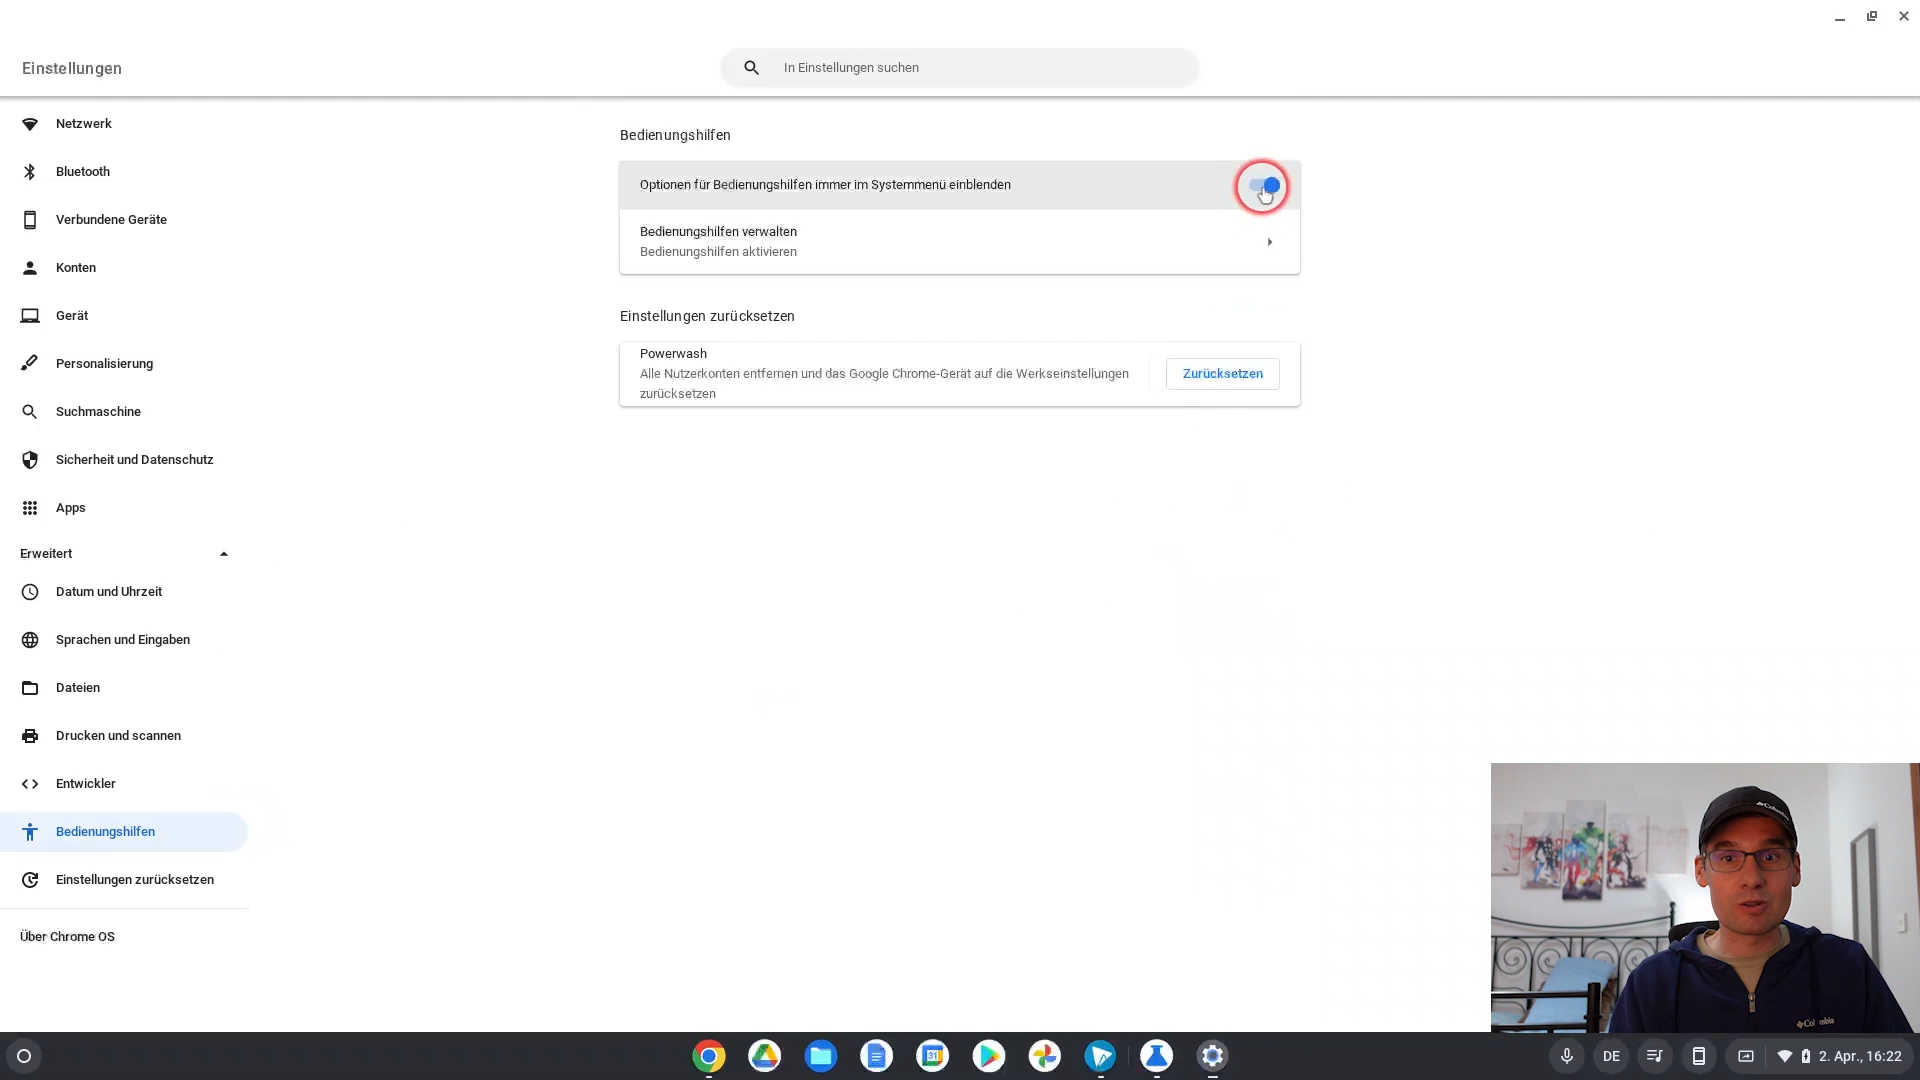 Einstellungen
In Einstellungen suchen
Netzwerk
Bluetooth
Verbundene Geräte
Konten
Gerät
Personalisierung
Suchmaschine
Sicherheit und Datenschutz
Apps
Erweitert
Datum und Uhrzeit
Sprachen und Eingaben
Dateien
Drucken und scannen
Entwickler
Bedienungshilfen
Einstellungen zurücksetzen
Über Chrome OS
Bedienungshilfen
Optionen für Bedienungshilfen immer im Systemmenü einblenden
Bedienungshilfen verwalten
Bedienungshilfen aktivieren
Einstellungen zurücksetzen
Powerwash
Alle Nutzerkonten entfernen und das Google Chrome-Gerät auf die Werkseinstellungen
zurücksetzen
Zurücksetzen
Columbia
Columbia
31
DE
2. Apr., 16:22